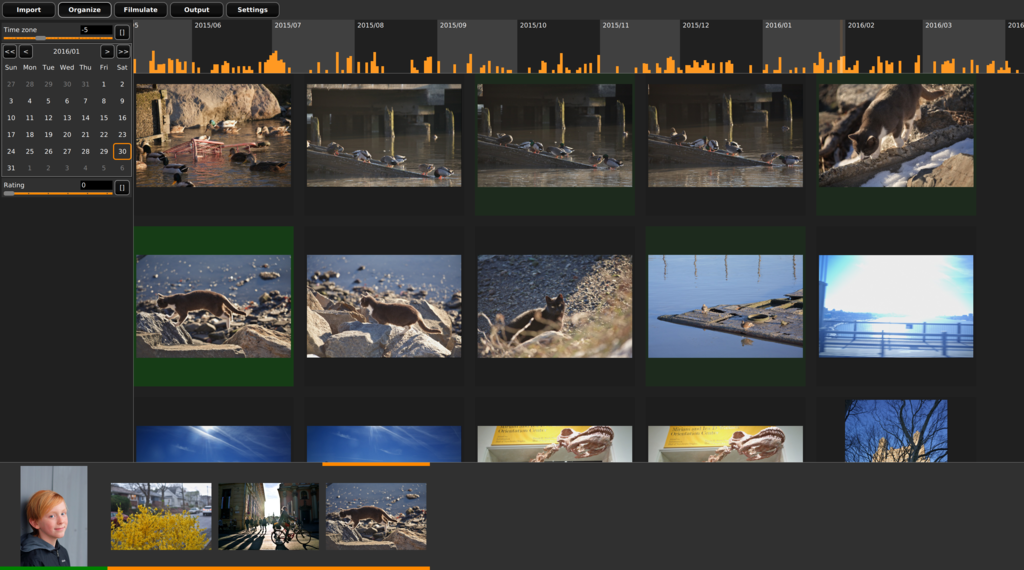 Import Organize Filmulate Output Settings
5 2015/06 2015/07 2015/08 2015/09 2015/10 2015/11 2015/12 2016/01 2016/02 2016/03 2016
Time zone -5 []
<< < 2016/01 > >>
Sun Mon Tue Wed Thu Fri Sat
27 28 29 30 31 1 2
3 4 5 6 7 8 9
10 11 12 13 14 15 16
17 18 19 20 21 22 23
24 25 26 27 28 29 30
31 1 2 3 4 5 6
Rating 0 []